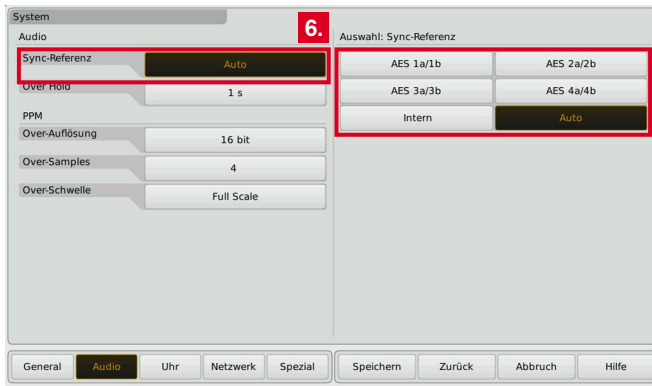 System
6.
Audio
Sync-Referenz Auto
Over Hold 1 s
PPM
Over-Auflösung 16 bit
Over-Samples 4
Over-Schwelle Full Scale
Auswahl: Sync-Referenz
AES 1a/1b AES 2a/2b
AES 3a/3b AES 4a/4b
Intern Auto
General Audio Uhr Netzwerk Spezial Speichern Zurück Abbruch Hilfe